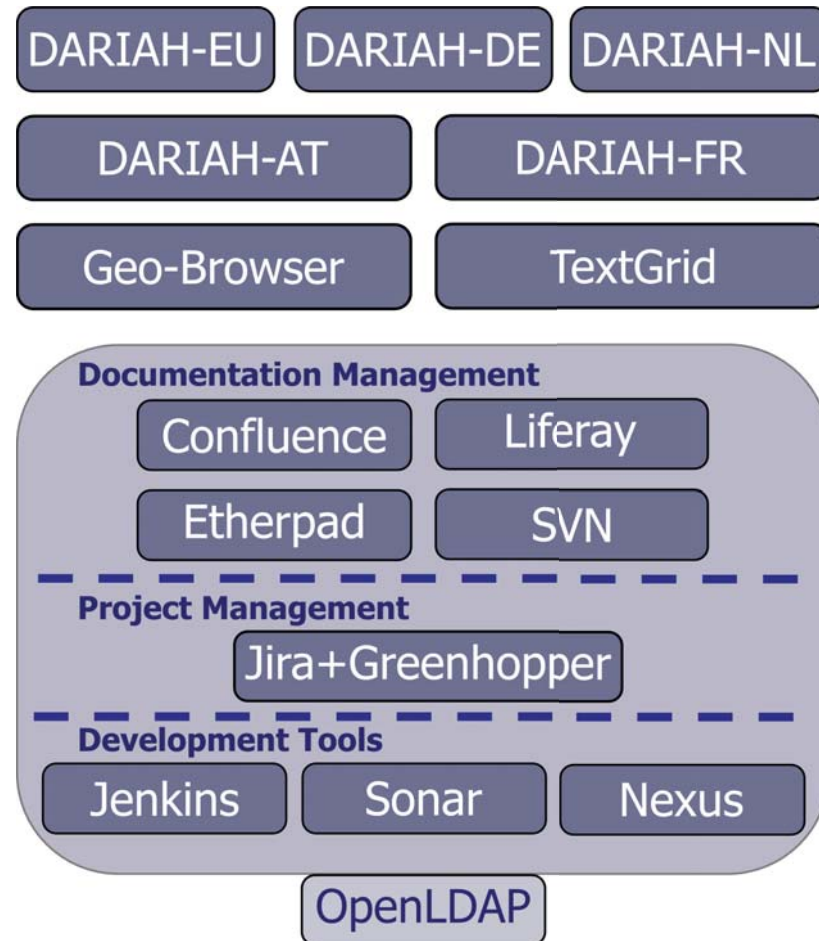 DARIAH-EU DARIAH-DE DARIAH-NL
DARIAH-AT DARIAH-FR
Geo-Browser TextGrid
Documentation Management
Confluence Liferay
Etherpad SVN
Project Management
Jira+Greenhopper
Development Tools
Jenkins Sonar Nexus
OpenLDAP